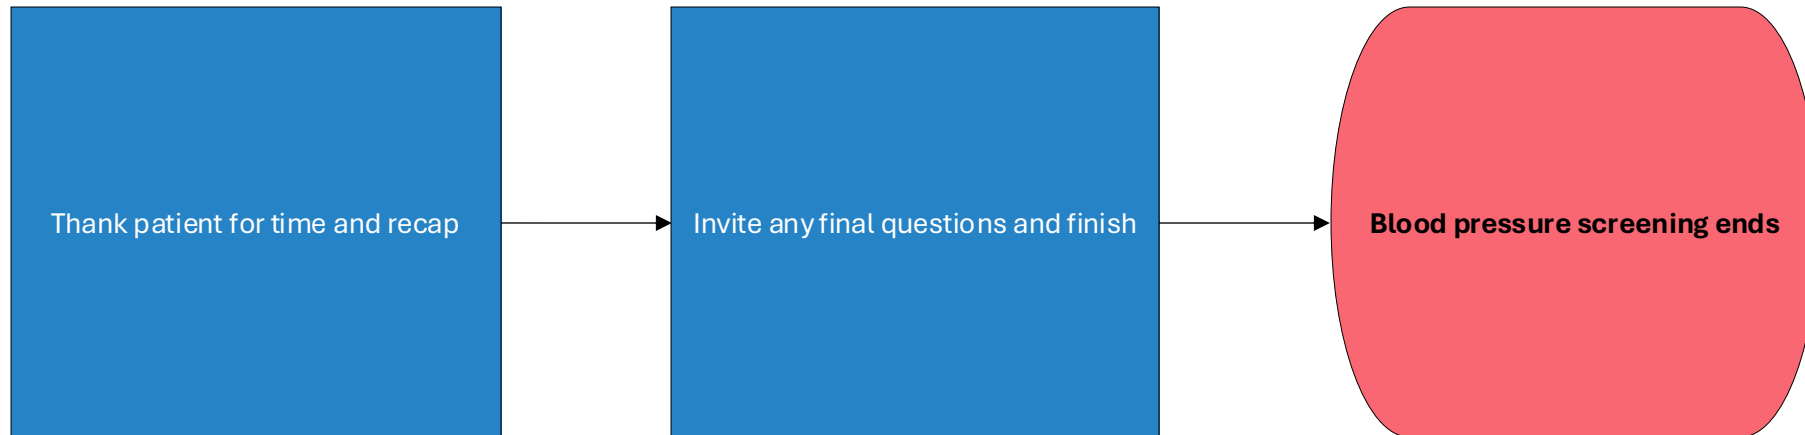 Thank patient for time and recap
Invite any final questions and finish
Blood pressure screening ends